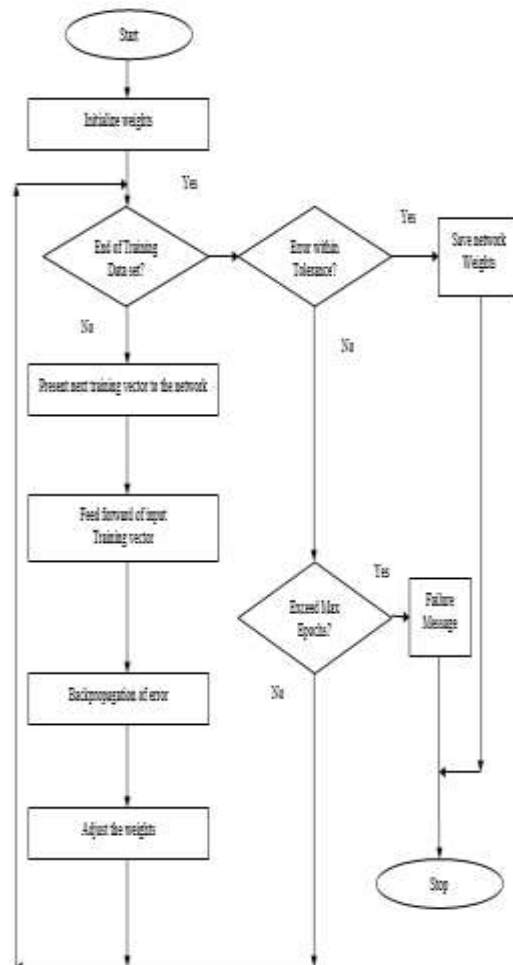 Start
Initialize weights
Yes
End of Training
Data set?
Error within
Tolerance?
Yes
Save network
Weights
No
No
Present next training vector to the network
Feed forward of input
Training vector
Exceed Max
Epochs?
Yes
Failure
Message
No
Backpropagation of error
Adjust the weights
Stop